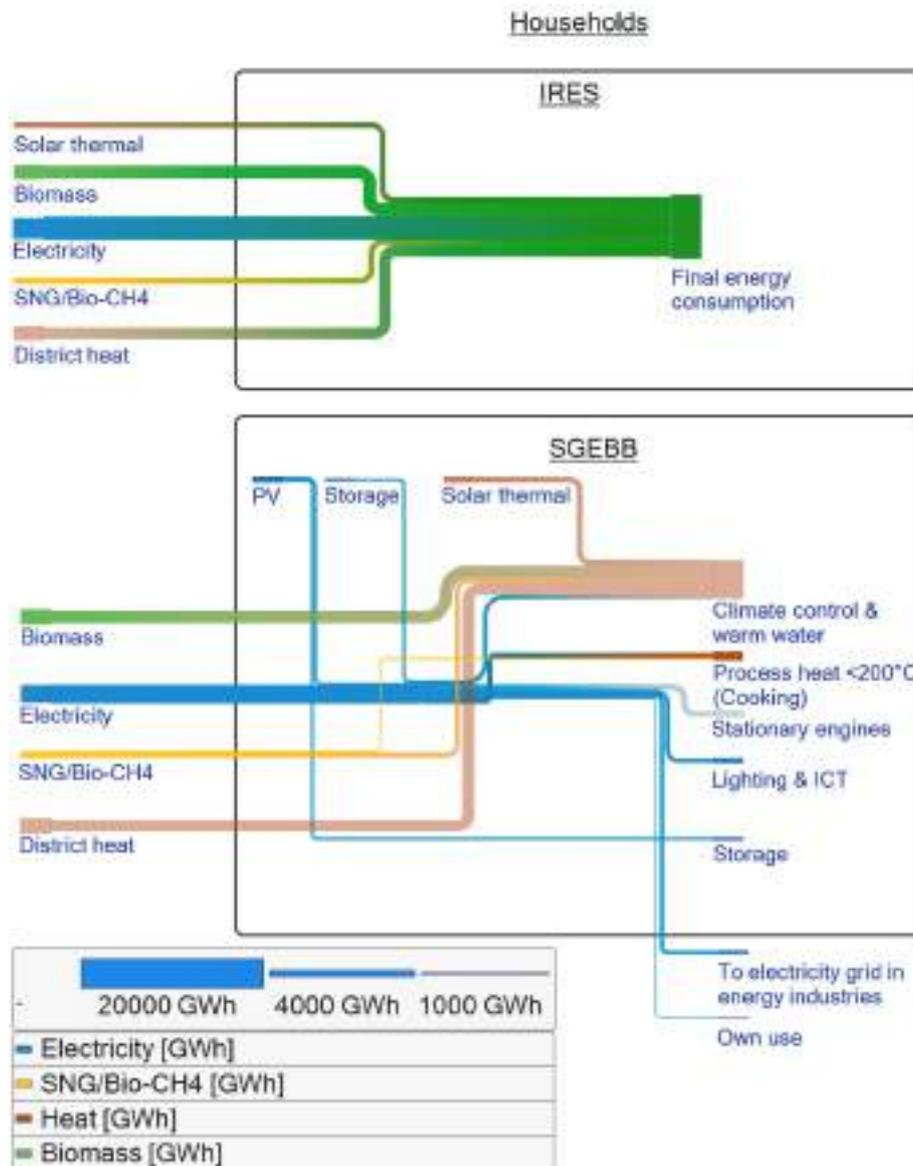 Households
IRES
Solar thermal
Biomass
Electricity
SNG/Bio-CH4
District heat
Final energy
consumption
SGEBB
PV
Storage
Solar thermal
Biomass
Climate control &
warm water
Process heat <200°C
(Cooking)
Electricity
Stationary engines
SNG/Bio-CH4
Lighting & ICT
District heat
Storage
To electricity grid in
energy industries
Own use
- 20000 GWh 4000 GWh 1000 GWh
Electricity [GWh]
SNG/Bio-CH4 [GWh]
Heat [GWh]
Biomass [GWh]